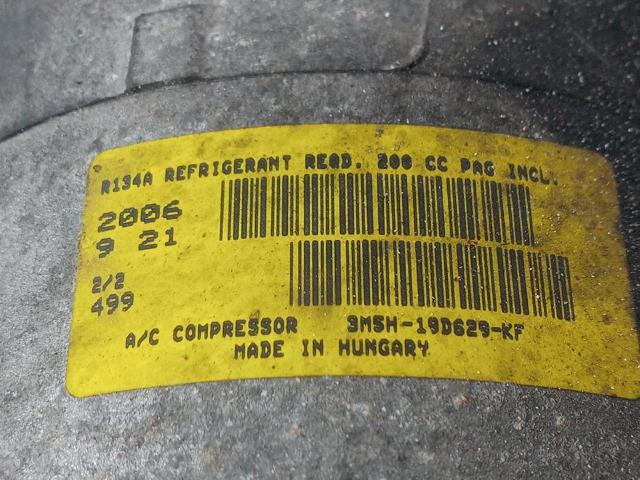 R134A REFRIGERANT REQD. 200 CC PAG INCL.
2006
9 21
2/2
499
A/C COMPRESSOR 3M5H-19D629-KF
MADE IN HUNGARY